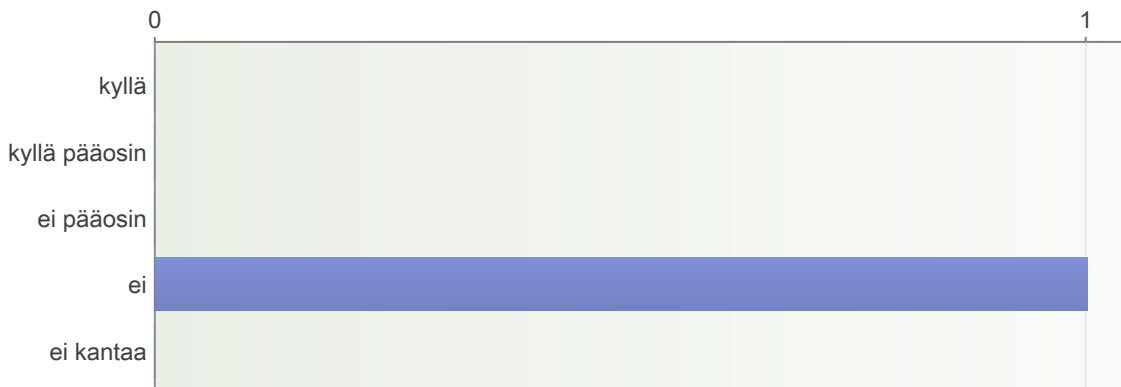 0 1
kyllä
kyllä pääosin
ei pääosin
ei
ei kantaa